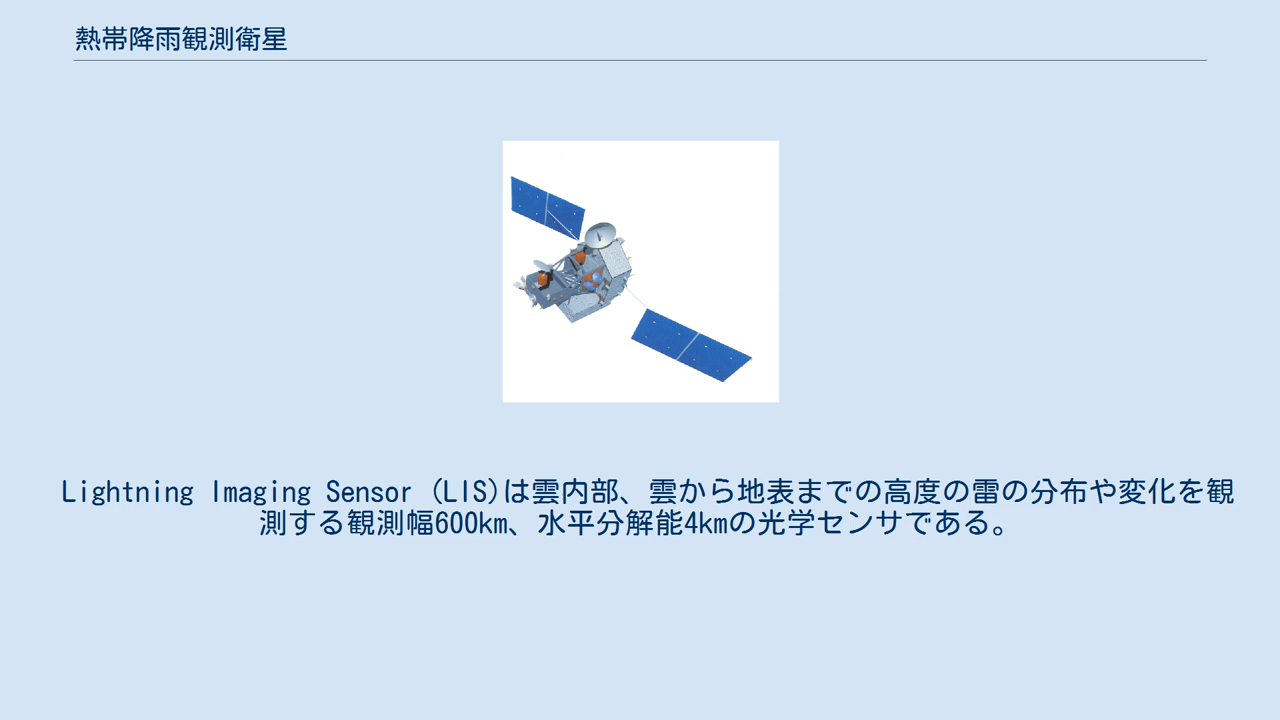 熱帯降雨観測衛星
Lightning Imaging Sensor (LIS)は雲内部、雲から地表までの高度の雷の分布や変化を観
測する観測幅600km、水平分解能4kmの光学センサである。